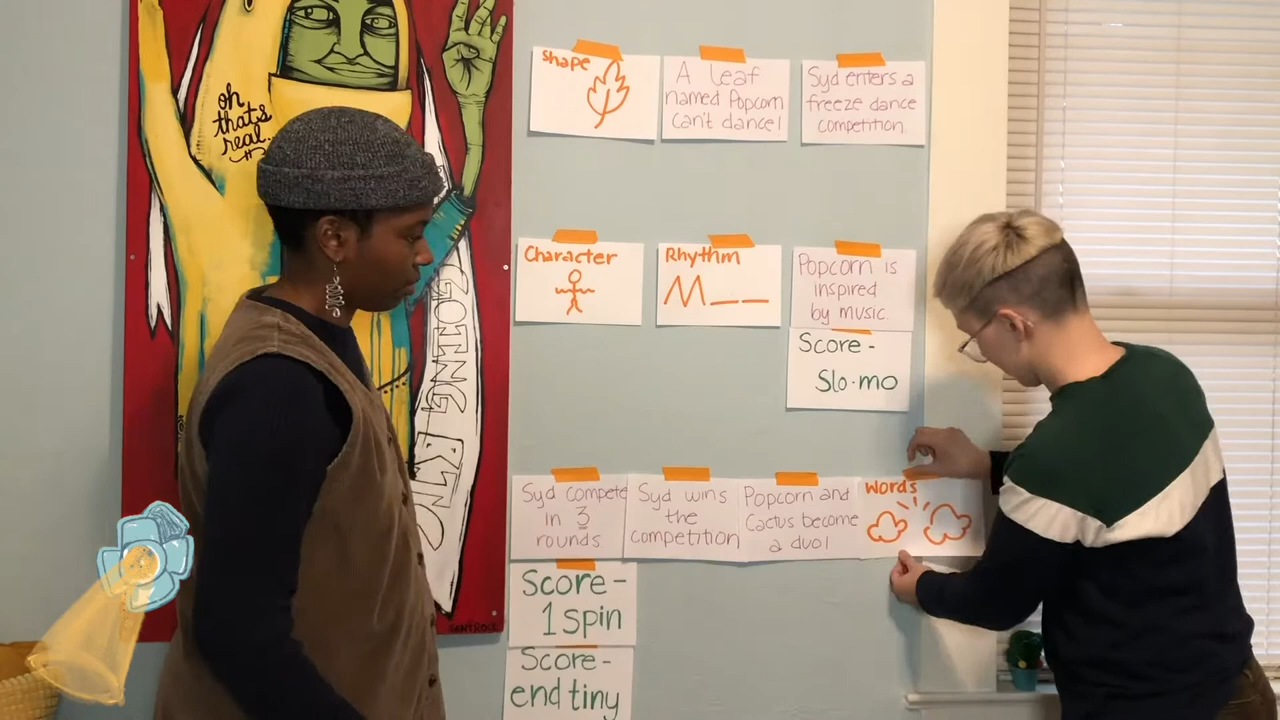 oh
that's
real.
GOING ETC
Shape
A leaf
named Popcorn
can't dance!
Syd enters a
freeze dance
competition.
Character
Rhythm
Popcorn is
inspired
by music.
Score-
Slo·mo
Syd compete
in 3
rounds
Syd wins
the
competition
Popcorn and
Cactus become
a duo!
Words
Score-
1 spin
Score-
end tiny